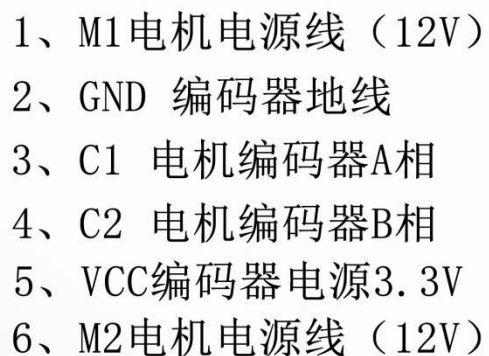 1、M1电机电源线（12V）
2、GND 编码器地线
3、C1 电机编码器A相
4、C2 电机编码器B相
5、VCC编码器电源3.3V
6、M2电机电源线（12V）